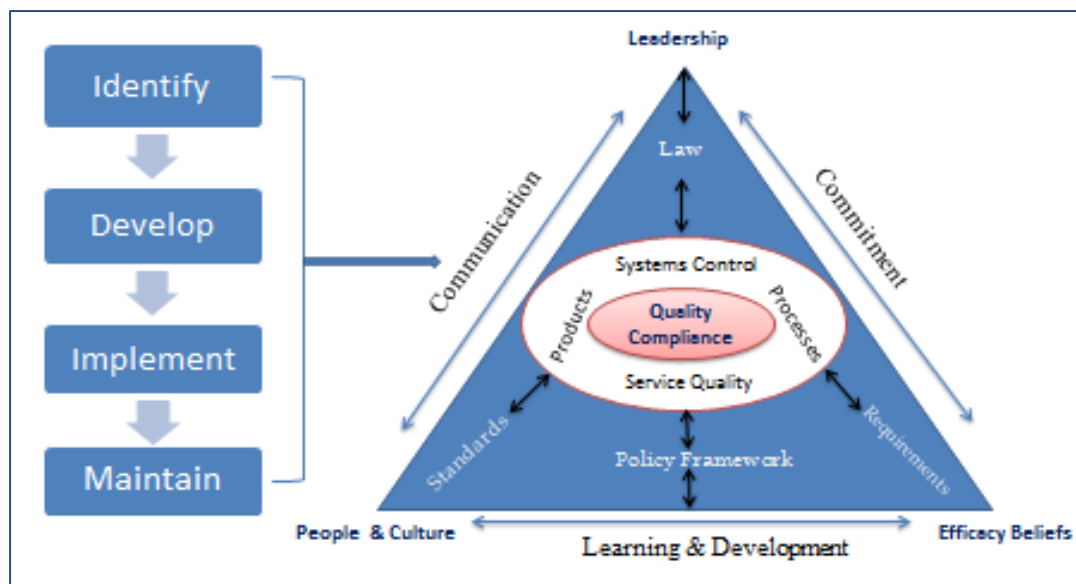 Identify
Develop
Implement
Maintain
Leadership
Law
Communication
Commitment
Systems Control
Products
Quality
Compliance
Processes
Service Quality
Standards
Policy Framework
Requirements
People & Culture
Learning & Development
Efficacy Beliefs